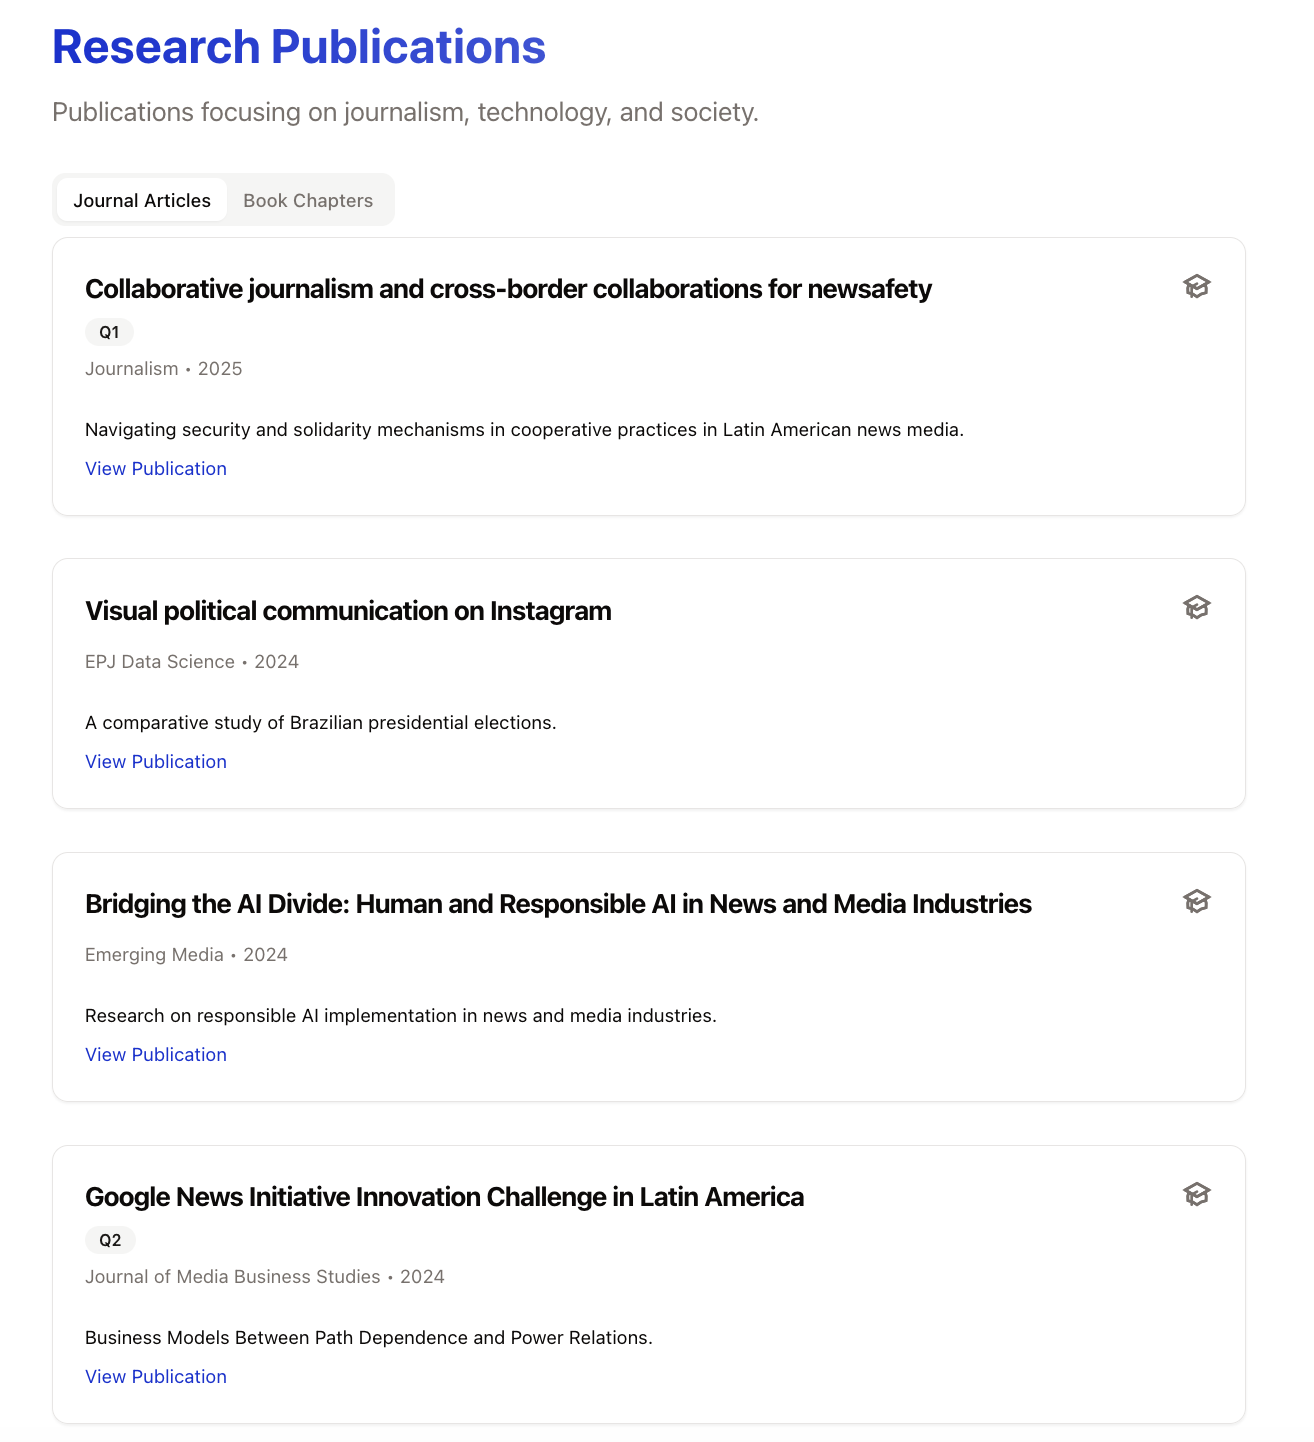 Research Publications
Publications focusing on journalism, technology, and society.
Journal Articles Book Chapters
Collaborative journalism and cross-border collaborations for newsafety
Q1
Journalism • 2025
Navigating security and solidarity mechanisms in cooperative practices in Latin American news media.
View Publication
Visual political communication on Instagram
EPJ Data Science • 2024
A comparative study of Brazilian presidential elections.
View Publication
Bridging the AI Divide: Human and Responsible AI in News and Media Industries
Emerging Media • 2024
Research on responsible AI implementation in news and media industries.
View Publication
Google News Initiative Innovation Challenge in Latin America
Q2
Journal of Media Business Studies • 2024
Business Models Between Path Dependence and Power Relations.
View Publication